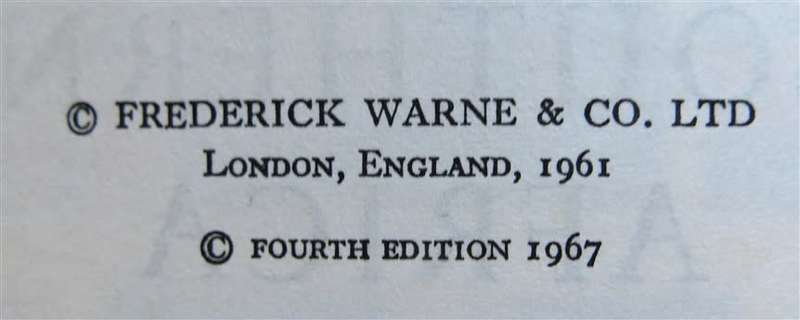 © FREDERICK WARNE & CO. LTD
LONDON, ENGLAND, 1961
© FOURTH EDITION 1967